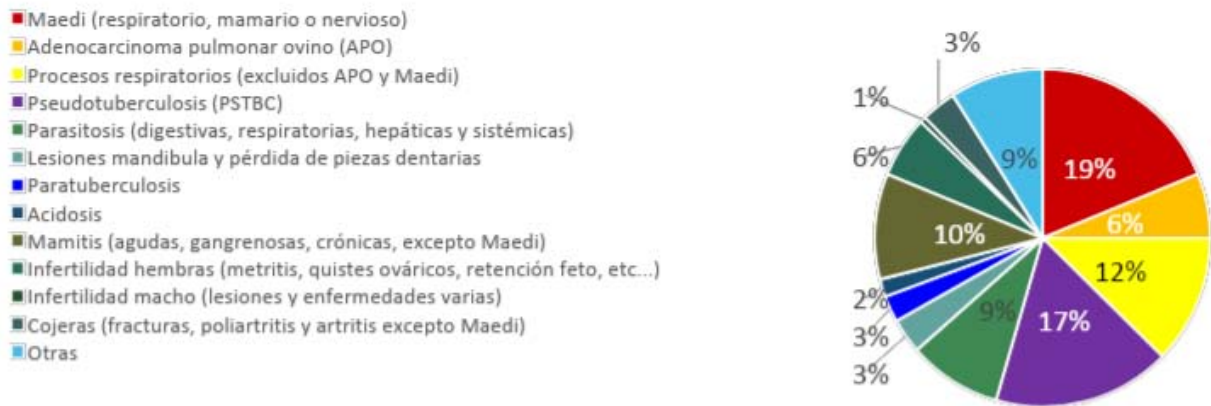 Maedi (respiratorio, mamario o nervioso)
Adenocarcinoma pulmonar ovino (APO)
Procesos respiratorios (excluidos APO y Maedi)
Pseudotuberculosis (PSTBC)
Parasitosis (digestivas, respiratorias, hepáticas y sistémicas)
Lesiones mandibula y pérdida de piezas dentarias
Paratuberculosis
Acidosis
Mamitis (agudas, gangrenosas, crónicas, excepto Maedi)
Infertilidad hembras (metritis, quistes ováricos, retención feto, etc...)
Infertilidad macho (lesiones y enfermedades varias)
Cojeras (fracturas, poliartritis y artritis excepto Maedi)
Otras
19%
6%
12%
17%
9%
3%
3%
2%
10%
6%
1%
3%
9%